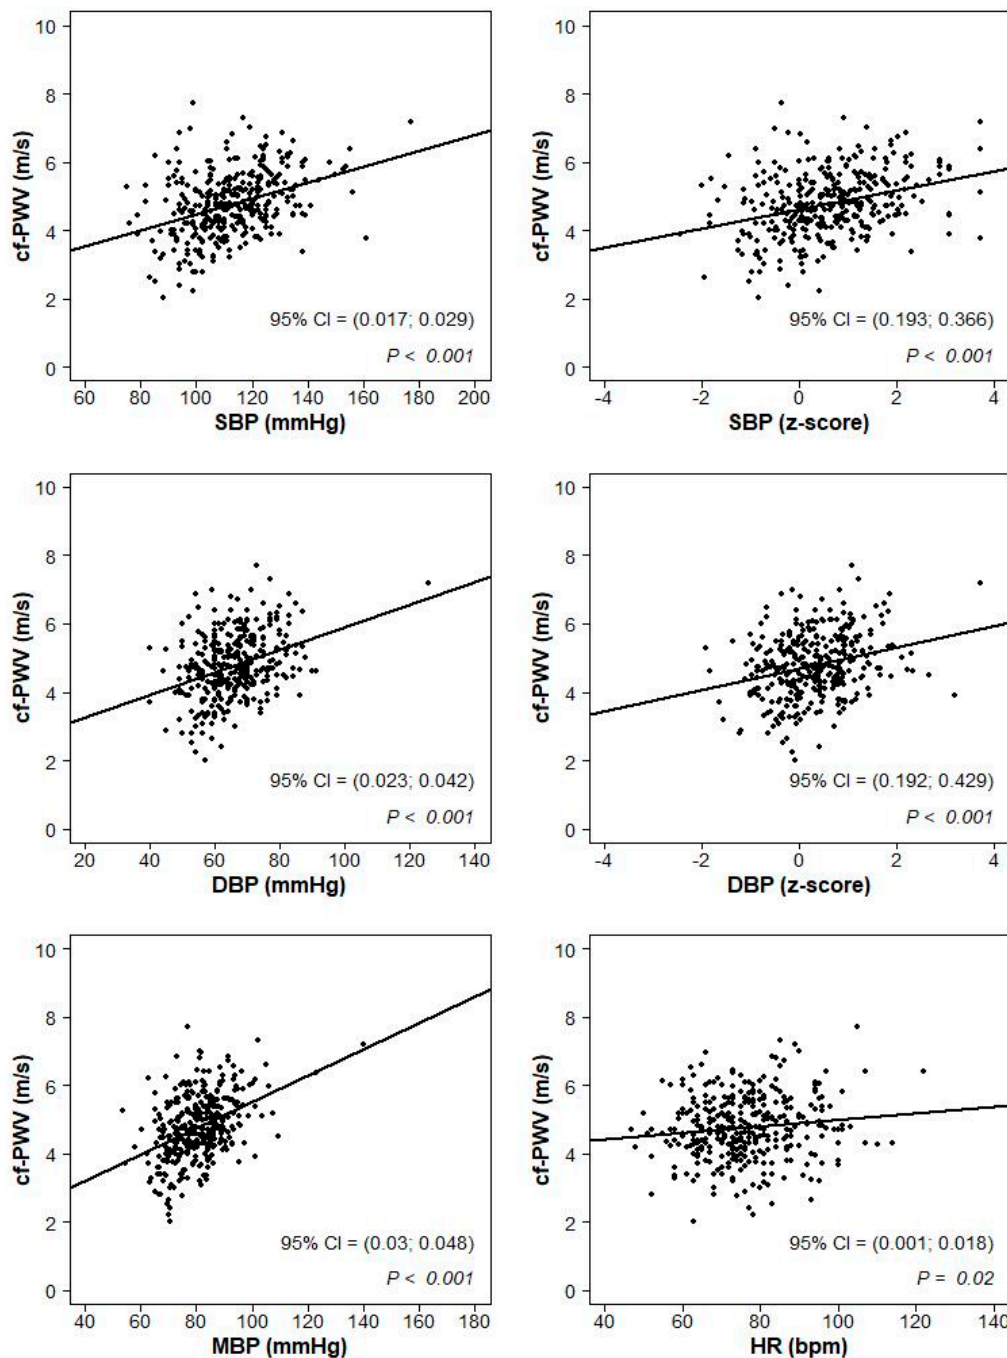 10
8
6
4
2
0
cf-PWV (m/s)
95% CI = (0.017; 0.029)
P < 0.001
60 80 100 120 140 160 180 200
SBP (mmHg)
10
8
6
4
2
0
cf-PWV (m/s)
95% CI = (0.193; 0.366)
P < 0.001
-4 -2 0 2 4
SBP (z-score)
10
8
6
4
2
0
cf-PWV (m/s)
95% CI = (0.023; 0.042)
P < 0.001
20 40 60 80 100 120 140
DBP (mmHg)
10
8
6
4
2
0
cf-PWV (m/s)
95% CI = (0.192; 0.429)
P < 0.001
-4 -2 0 2 4
DBP (z-score)
10
8
6
4
2
0
cf-PWV (m/s)
95% CI = (0.03; 0.048)
P < 0.001
40 60 80 100 120 140 160 180
MBP (mmHg)
10
8
6
4
2
0
cf-PWV (m/s)
95% CI = (0.001; 0.018)
P = 0.02
40 60 80 100 120 140
HR (bpm)